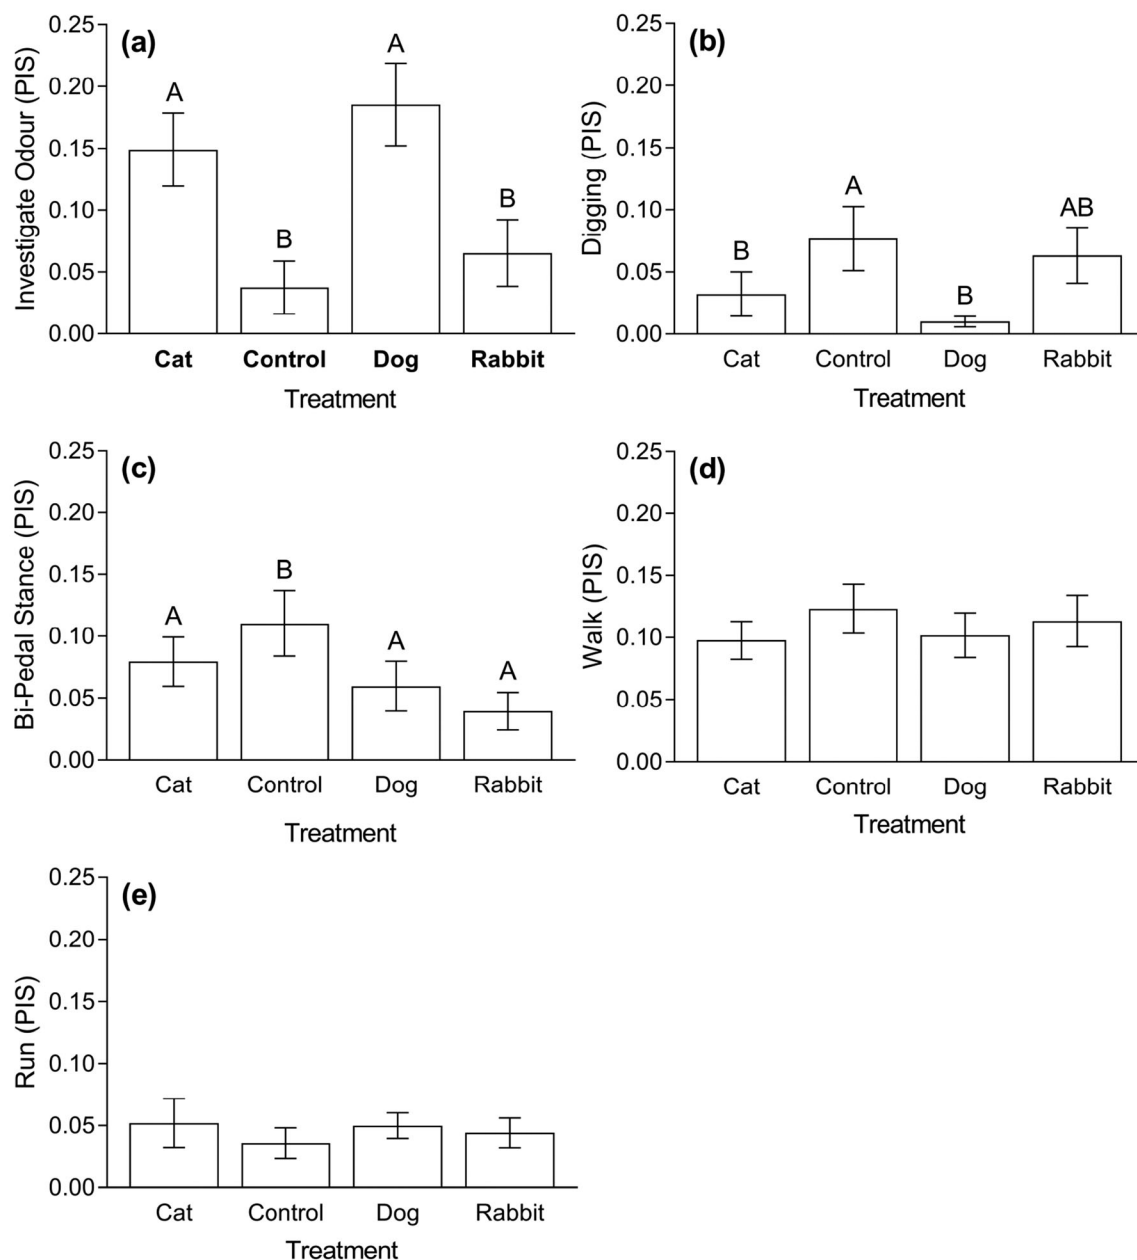 (a)
Investigate Odour (PIS)
0.25
0.20
0.15
0.10
0.05
0.00
A
B
A
B
Cat Control Dog Rabbit
Treatment
(b)
Digging (PIS)
0.25
0.20
0.15
0.10
0.05
0.00
B
A
B
AB
Cat Control Dog Rabbit
Treatment
(c)
Bi-Pedal Stance (PIS)
0.25
0.20
0.15
0.10
0.05
0.00
A
B
A
A
Cat Control Dog Rabbit
Treatment
(d)
Walk (PIS)
0.25
0.20
0.15
0.10
0.05
0.00
Cat Control Dog Rabbit
Treatment
(e)
Run (PIS)
0.25
0.20
0.15
0.10
0.05
0.00
Cat Control Dog Rabbit
Treatment